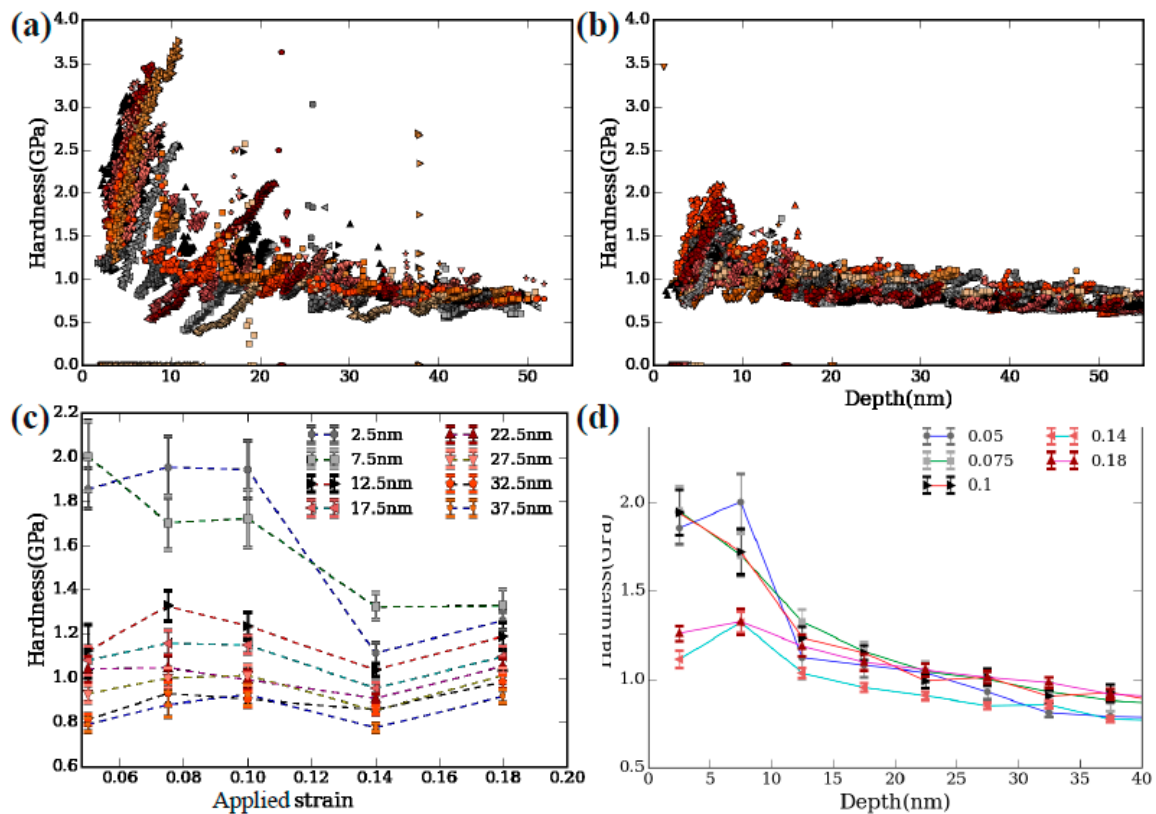 (a)
4.0
3.5
3.0
2.5
2.0
1.5
1.0
0.5
0.0
Hardness(GPa)
0 10 20 30 40 50
(b)
4.0
3.5
3.0
2.5
2.0
1.5
1.0
0.5
0.0
Hardness(GPa)
0 10 20 30 40 50
Depth(nm)
(c)
2.2
2.0
1.8
1.6
1.4
1.2
1.0
0.8
0.6
Hardness(GPa)
2.5nm 22.5nm
7.5nm 27.5nm
12.5nm 32.5nm
17.5nm 37.5nm
0.06 0.08 0.10 0.12 0.14 0.16 0.18 0.20
Applied strain
(d)
0.05 0.14
0.075 0.18
0.1
2.0
1.5
1.0
0.5
Hardness(GPa)
0 5 10 15 20 25 30 35 40
Depth(nm)